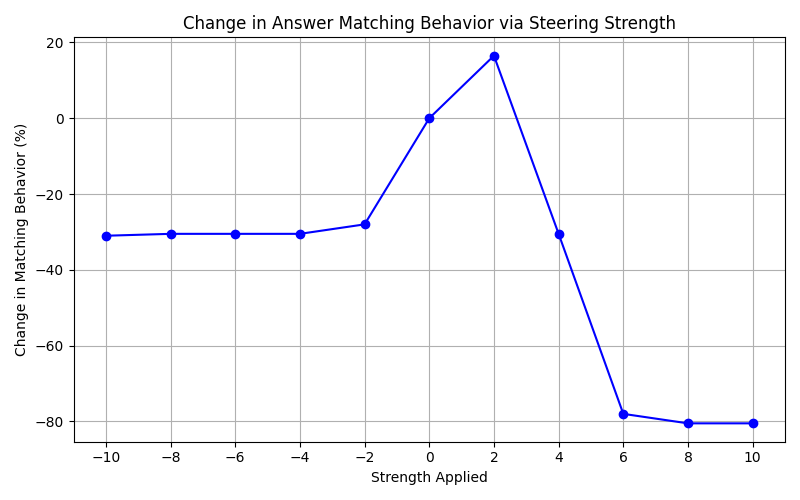 Change in Answer Matching Behavior via Steering Strength
20
0
−20
−40
−60
−80
Change in Matching Behavior (%)
−10 −8 −6 −4 −2 0 2 4 6 8 10
Strength Applied